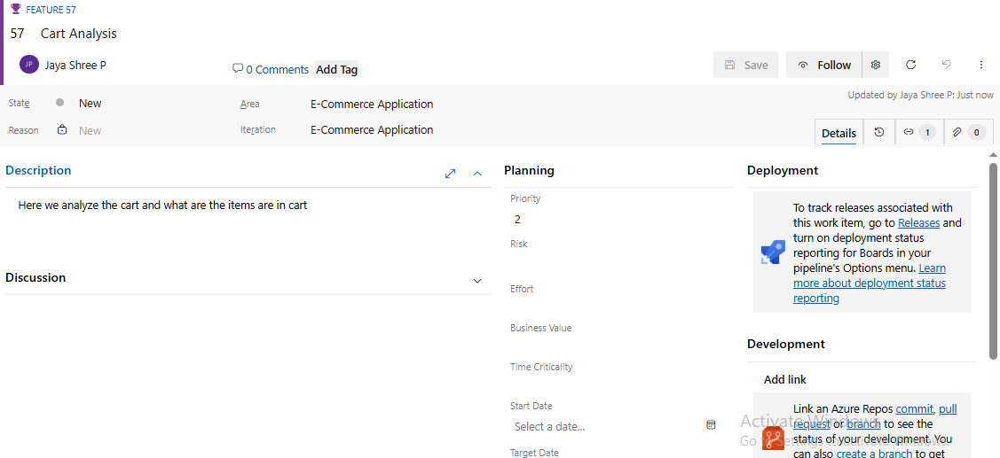 FEATURE 57
57 Cart Analysis
JP Jaya Shree P
0 Comments Add Tag
Save Follow
State New
Area E-Commerce Application
Updated by Jaya Shree P: Just now
Reason New
Iteration E-Commerce Application
Details 1 0
Description
Here we analyze the cart and what are the items are in cart
Discussion
Planning
Priority
2
Risk
Effort
Business Value
Time Criticality
Start Date
Select a date...
Target Date
Deployment
To track releases associated with
this work item, go to Releases and
turn on deployment status
reporting for Boards in your
pipeline's Options menu. Learn
more about deployment status
reporting
Development
Add link
Link an Azure Repos commit, pull
request or branch to see the
status of your development. You
can also create a branch to get
Activate Windows
Go to Settings to activate Windows.